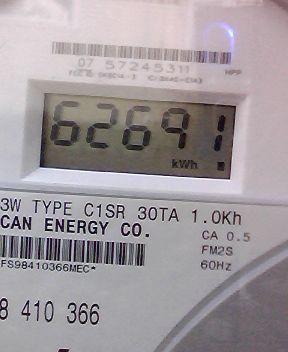 07 57245311
62691
kWh
3W TYPE C1SR 30TA 1.0Kh
CAN ENERGY CO.
CA 0.5
FM2S
FS98410366MEC*
60Hz
8 410 366